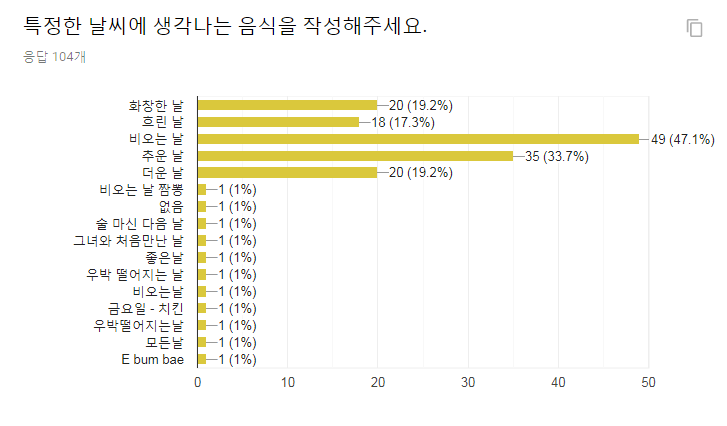 특정한 날씨에 생각나는 음식을 작성해주세요.
응답 104개
화창한 날 20 (19.2%)
흐린 날 18 (17.3%)
비오는 날 49 (47.1%)
추운 날 35 (33.7%)
더운 날 20 (19.2%)
비오는 날 짬뽕 1 (1%)
없음 1 (1%)
술 마신 다음 날 1 (1%)
그녀와 처음만난 날 1 (1%)
좋은날 1 (1%)
우박 떨어지는 날 1 (1%)
비오는날 1 (1%)
금요일 - 치킨 1 (1%)
우박떨어지는날 1 (1%)
모든날 1 (1%)
E bum bae 1 (1%)
0 10 20 30 40 50